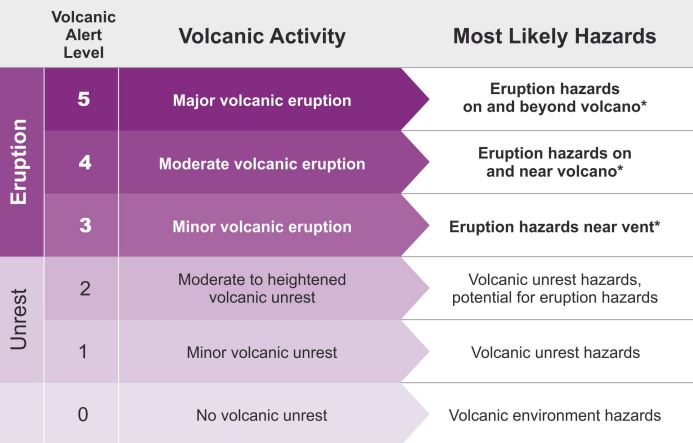 Volcanic
Alert
Level
Volcanic Activity
Most Likely Hazards
Eruption
5
Major volcanic eruption
Eruption hazards
on and beyond volcano*
4
Moderate volcanic eruption
Eruption hazards on
and near volcano*
3
Minor volcanic eruption
Eruption hazards near vent*
Unrest
2
Moderate to heightened
volcanic unrest
Volcanic unrest hazards,
potential for eruption hazards
1
Minor volcanic unrest
Volcanic unrest hazards
0
No volcanic unrest
Volcanic environment hazards